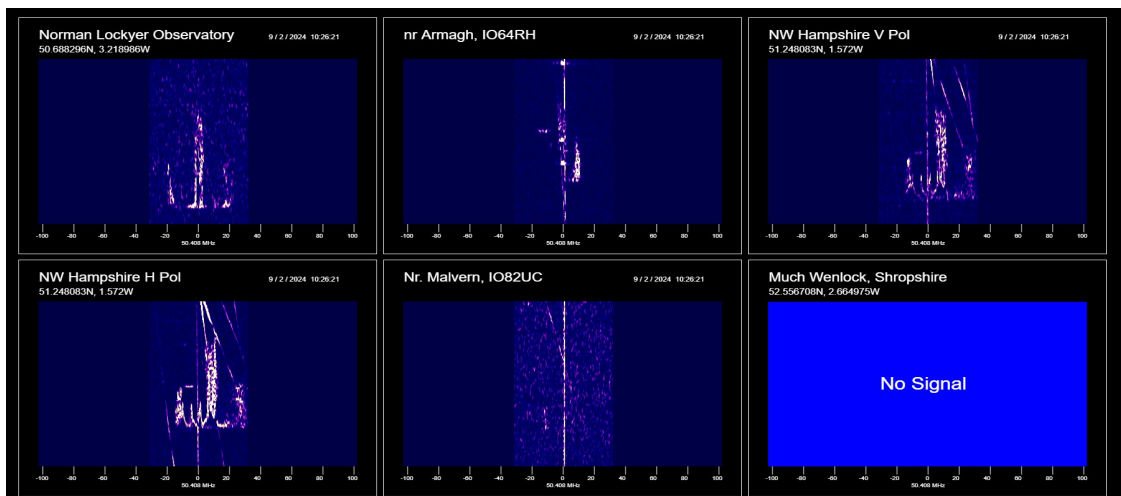 Norman Lockyer Observatory
9 / 2 / 2024 10:26:21
50.688296N, 3.218986W
-100 -80 -60 -40 -20 0 20 40 60 80 100
50.408 MHz
nr Armagh, IO64RH
9 / 2 / 2024 10:26:21
-100 -80 -60 -40 -20 0 20 40 60 80 100
50.408 MHz
NW Hampshire V Pol
9 / 2 / 2024 10:26:21
51.248083N, 1.572W
-100 -80 -60 -40 -20 0 20 40 60 80 100
50.408 MHz
NW Hampshire H Pol
9 / 2 / 2024 10:26:21
51.248083N, 1.572W
-100 -80 -60 -40 -20 0 20 40 60 80 100
50.408 MHz
Nr. Malvern, IO82UC
9 / 2 / 2024 10:26:21
-100 -80 -60 -40 -20 0 20 40 60 80 100
50.408 MHz
Much Wenlock, Shropshire
52.556708N, 2.664975W
No Signal
-100 -80 -60 -40 -20 0 20 40 60 80 100
50.408 MHz